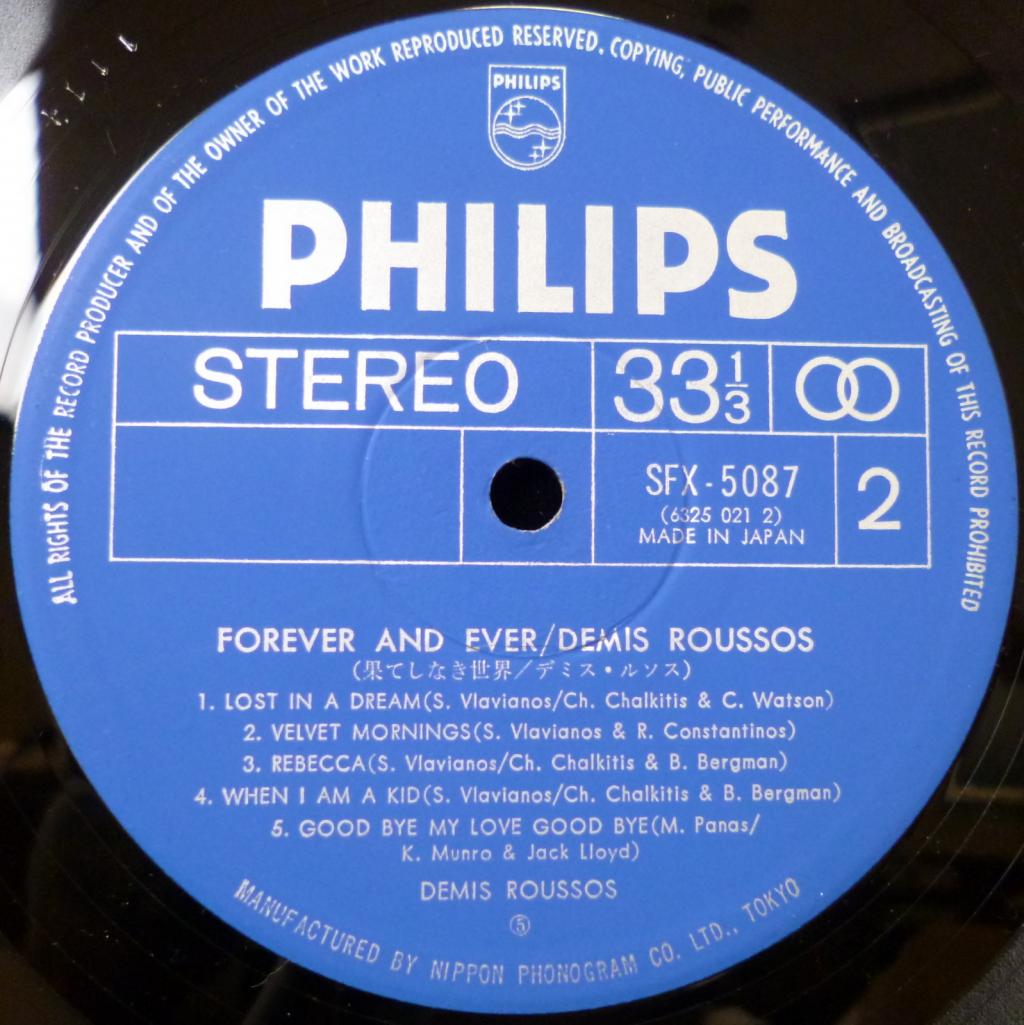 ALL RIGHTS OF THE RECORD PRODUCER AND OF THE OWNER OF THE WORK REPRODUCED RESERVED. COPYING, PUBLIC PERFORMANCE AND BROADCASTING OF THIS RECORD PROHIBITED
PHILIPS
PHILIPS
STEREO 33 1/3
SFX-5087 2
(6325 021 2)
MADE IN JAPAN
FOREVER AND EVER/DEMIS ROUSSOS
(果てしなき世界/デミス・ルソス)
1. LOST IN A DREAM(S. Vlavianos/Ch. Chalkitis & C. Watson)
2. VELVET MORNINGS(S. Vlavianos & R. Constantinos)
3. REBECCA(S. Vlavianos/Ch. Chalkitis & B. Bergman)
4. WHEN I AM A KID(S. Vlavianos/Ch. Chalkitis & B. Bergman)
5. GOOD BYE MY LOVE GOOD BYE(M. Panas/
K. Munro & Jack Lloyd)
DEMIS ROUSSOS
⑤
MANUFACTURED BY NIPPON PHONOGRAM CO. LTD., TOKYO